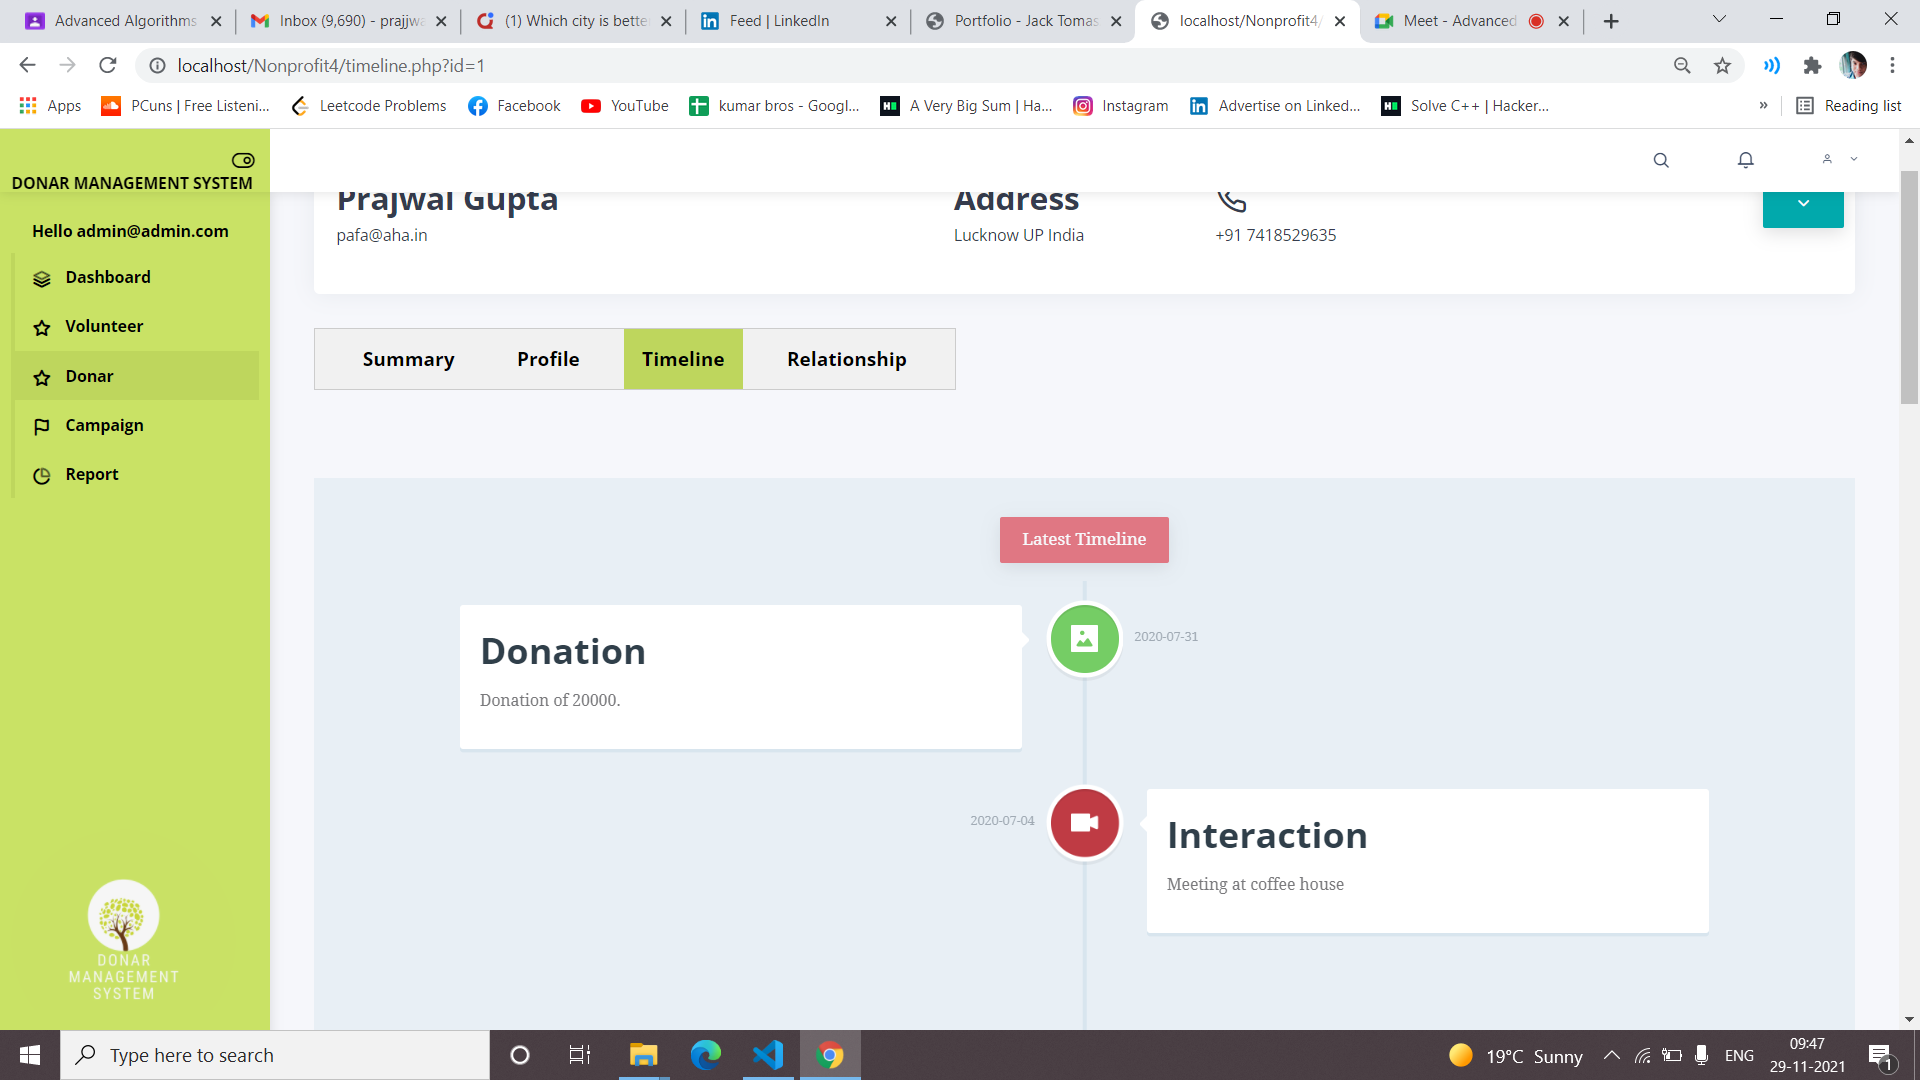 Advanced Algorithms
Inbox (9,690) - prajjwa
(1) Which city is bette
Feed | LinkedIn
Portfolio - Jack Tomas
localhost/Nonprofit4/
Meet - Advanced
localhost/Nonprofit4/timeline.php?id=1
Apps
PCuns | Free Listeni...
Leetcode Problems
Facebook
YouTube
kumar bros - Googl...
A Very Big Sum | Ha...
Instagram
Advertise on Linked...
Solve C++ | Hacker...
»
Reading list
DONAR MANAGEMENT SYSTEM
Hello admin@admin.com
Dashboard
Volunteer
Donar
Campaign
Report
DONAR
MANAGEMENT
SYSTEM
Prajwal Gupta
pafa@aha.in
Address
Lucknow UP India
+91 7418529635
Summary
Profile
Timeline
Relationship
Latest Timeline
Donation
Donation of 20000.
2020-07-31
2020-07-04
Interaction
Meeting at coffee house
Type here to search
19°C Sunny
ENG
09:47
29-11-2021
1